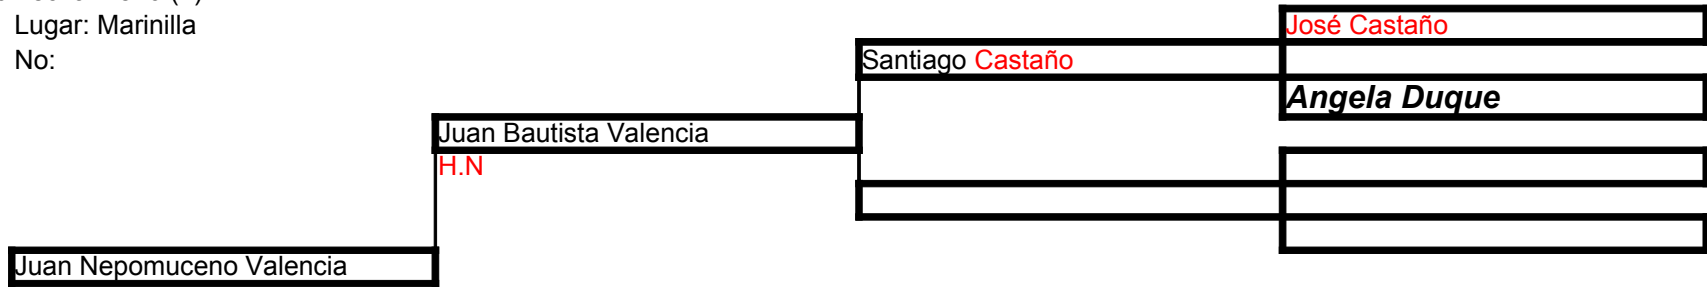 Lugar: Marinilla
José Castaño
No:
Santiago Castaño
Angela Duque
Juan Bautista Valencia
H.N
Juan Nepomuceno Valencia